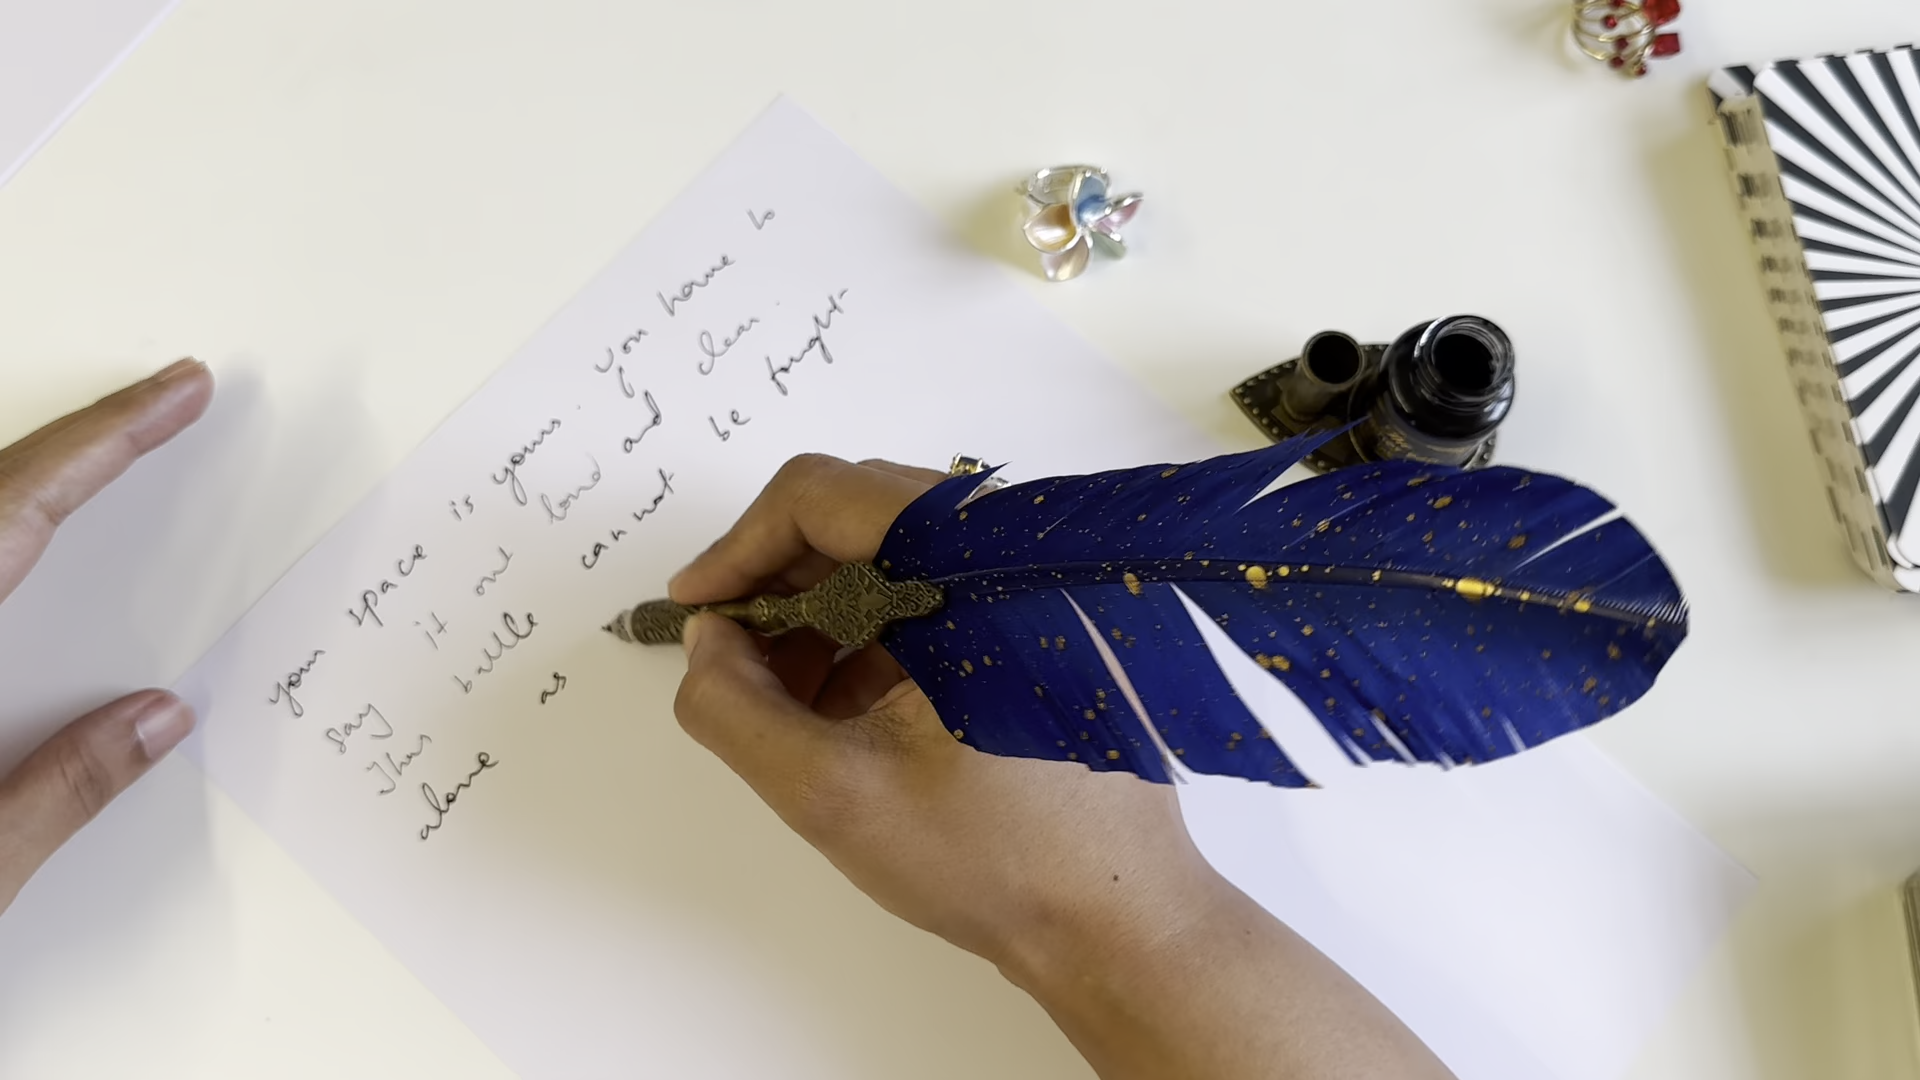 your space is yours. you have to
say it out loud and clear.
This battle can not be fought
alone as